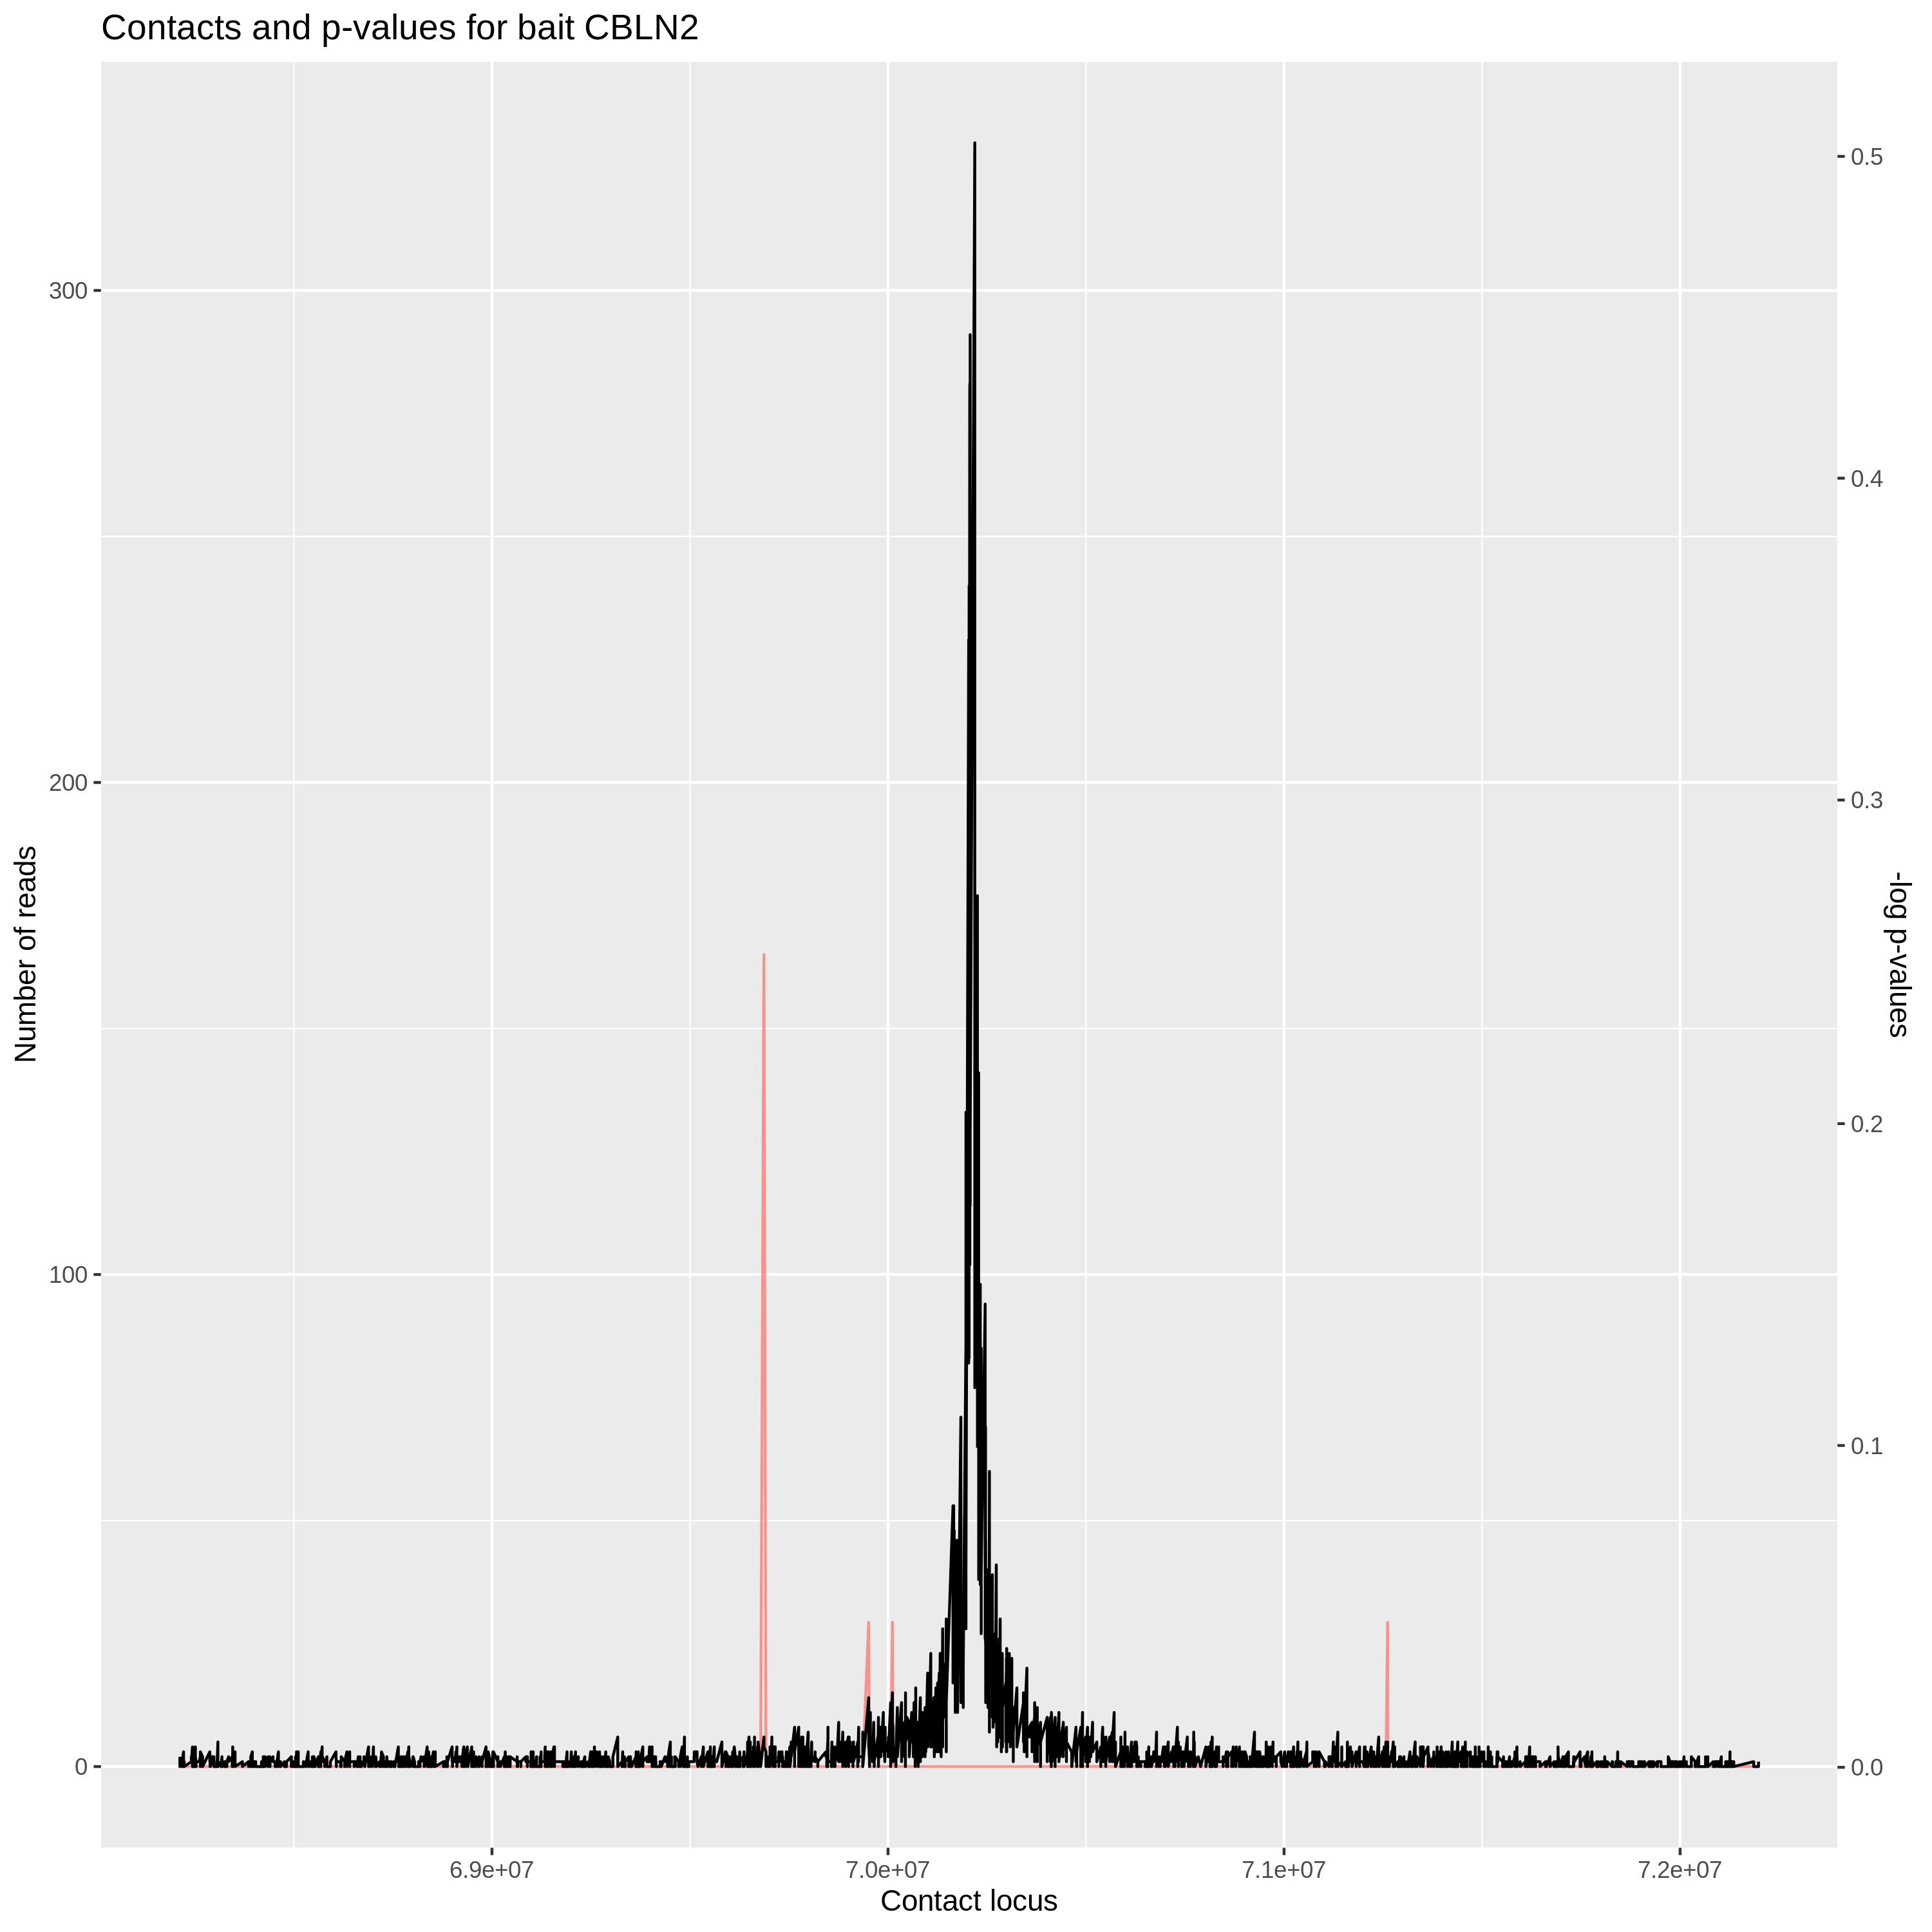 Contacts and p-values for bait CBLN2
300
200
100
0
Number of reads
0.5
0.4
0.3
0.2
0.1
0.0
-log p-values
6.9e+07 7.0e+07 7.1e+07 7.2e+07
Contact locus